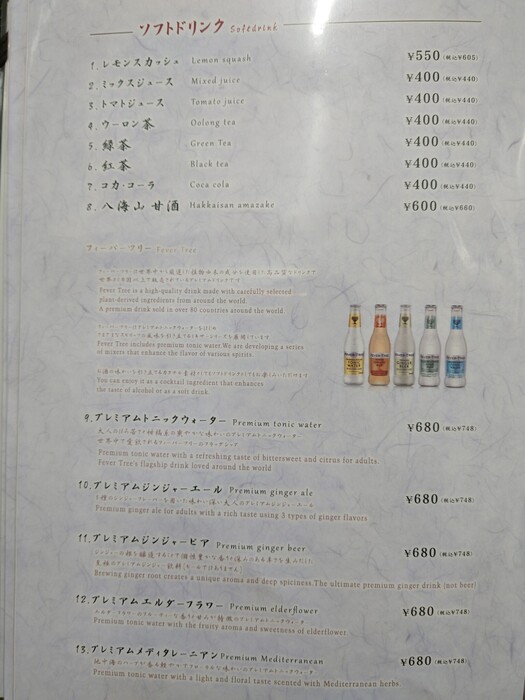 ソフトドリンク Softdrink
1. レモンスカッシュ Lemon squash ¥550 (税込¥605)
2. ミックスジュース Mixed juice ¥400 (税込¥440)
3. トマトジュース Tomato juice ¥400 (税込¥440)
4. ウーロン茶 Oolong tea ¥400 (税込¥440)
5. 緑茶 Green Tea ¥400 (税込¥440)
6. 紅茶 Black tea ¥400 (税込¥440)
7. コカ・コーラ Coca cola ¥400 (税込¥440)
8. 八海山 甘酒 Hakkaisan amazake ¥600 (税込¥660)
フィーバーツリー Fever Tree
Fever Tree is a high-quality drink made with carefully selected
plant-derived ingredients from around the world.
A premium drink sold in over 80 countries around the world.
Fever Tree includes premium tonic water.We are developing a series
of mixers that enhance the flavor of various spirits.
You can enjoy it as a cocktail ingredient that enhances
the taste of alcohol or as a soft drink.
9. プレミアムトニックウォーター Premium tonic water ¥680 (税込¥748)
Premium tonic water with a refreshing taste of bittersweet and citrus for adults.
Fever Tree's flagship drink loved around the world
10. プレミアムジンジャーエール Premium ginger ale ¥680 (税込¥748)
Premium ginger ale for adults with a rich taste using 3 types of ginger flavors
11. プレミアムジンジャービア Premium ginger beer ¥680 (税込¥748)
Brewing ginger root creates a unique aroma and deep spiciness.The ultimate premium ginger drink (not beer)
12. プレミアムエルダーフラワー Premium elderflower ¥680 (税込¥748)
Premium tonic water with the fruity aroma and sweetness of elderflower
13. プレミアムメディタレーニアン Premium Mediterranean ¥680 (税込¥748)
Premium tonic water with a light and floral taste scented with Mediterranean herbs